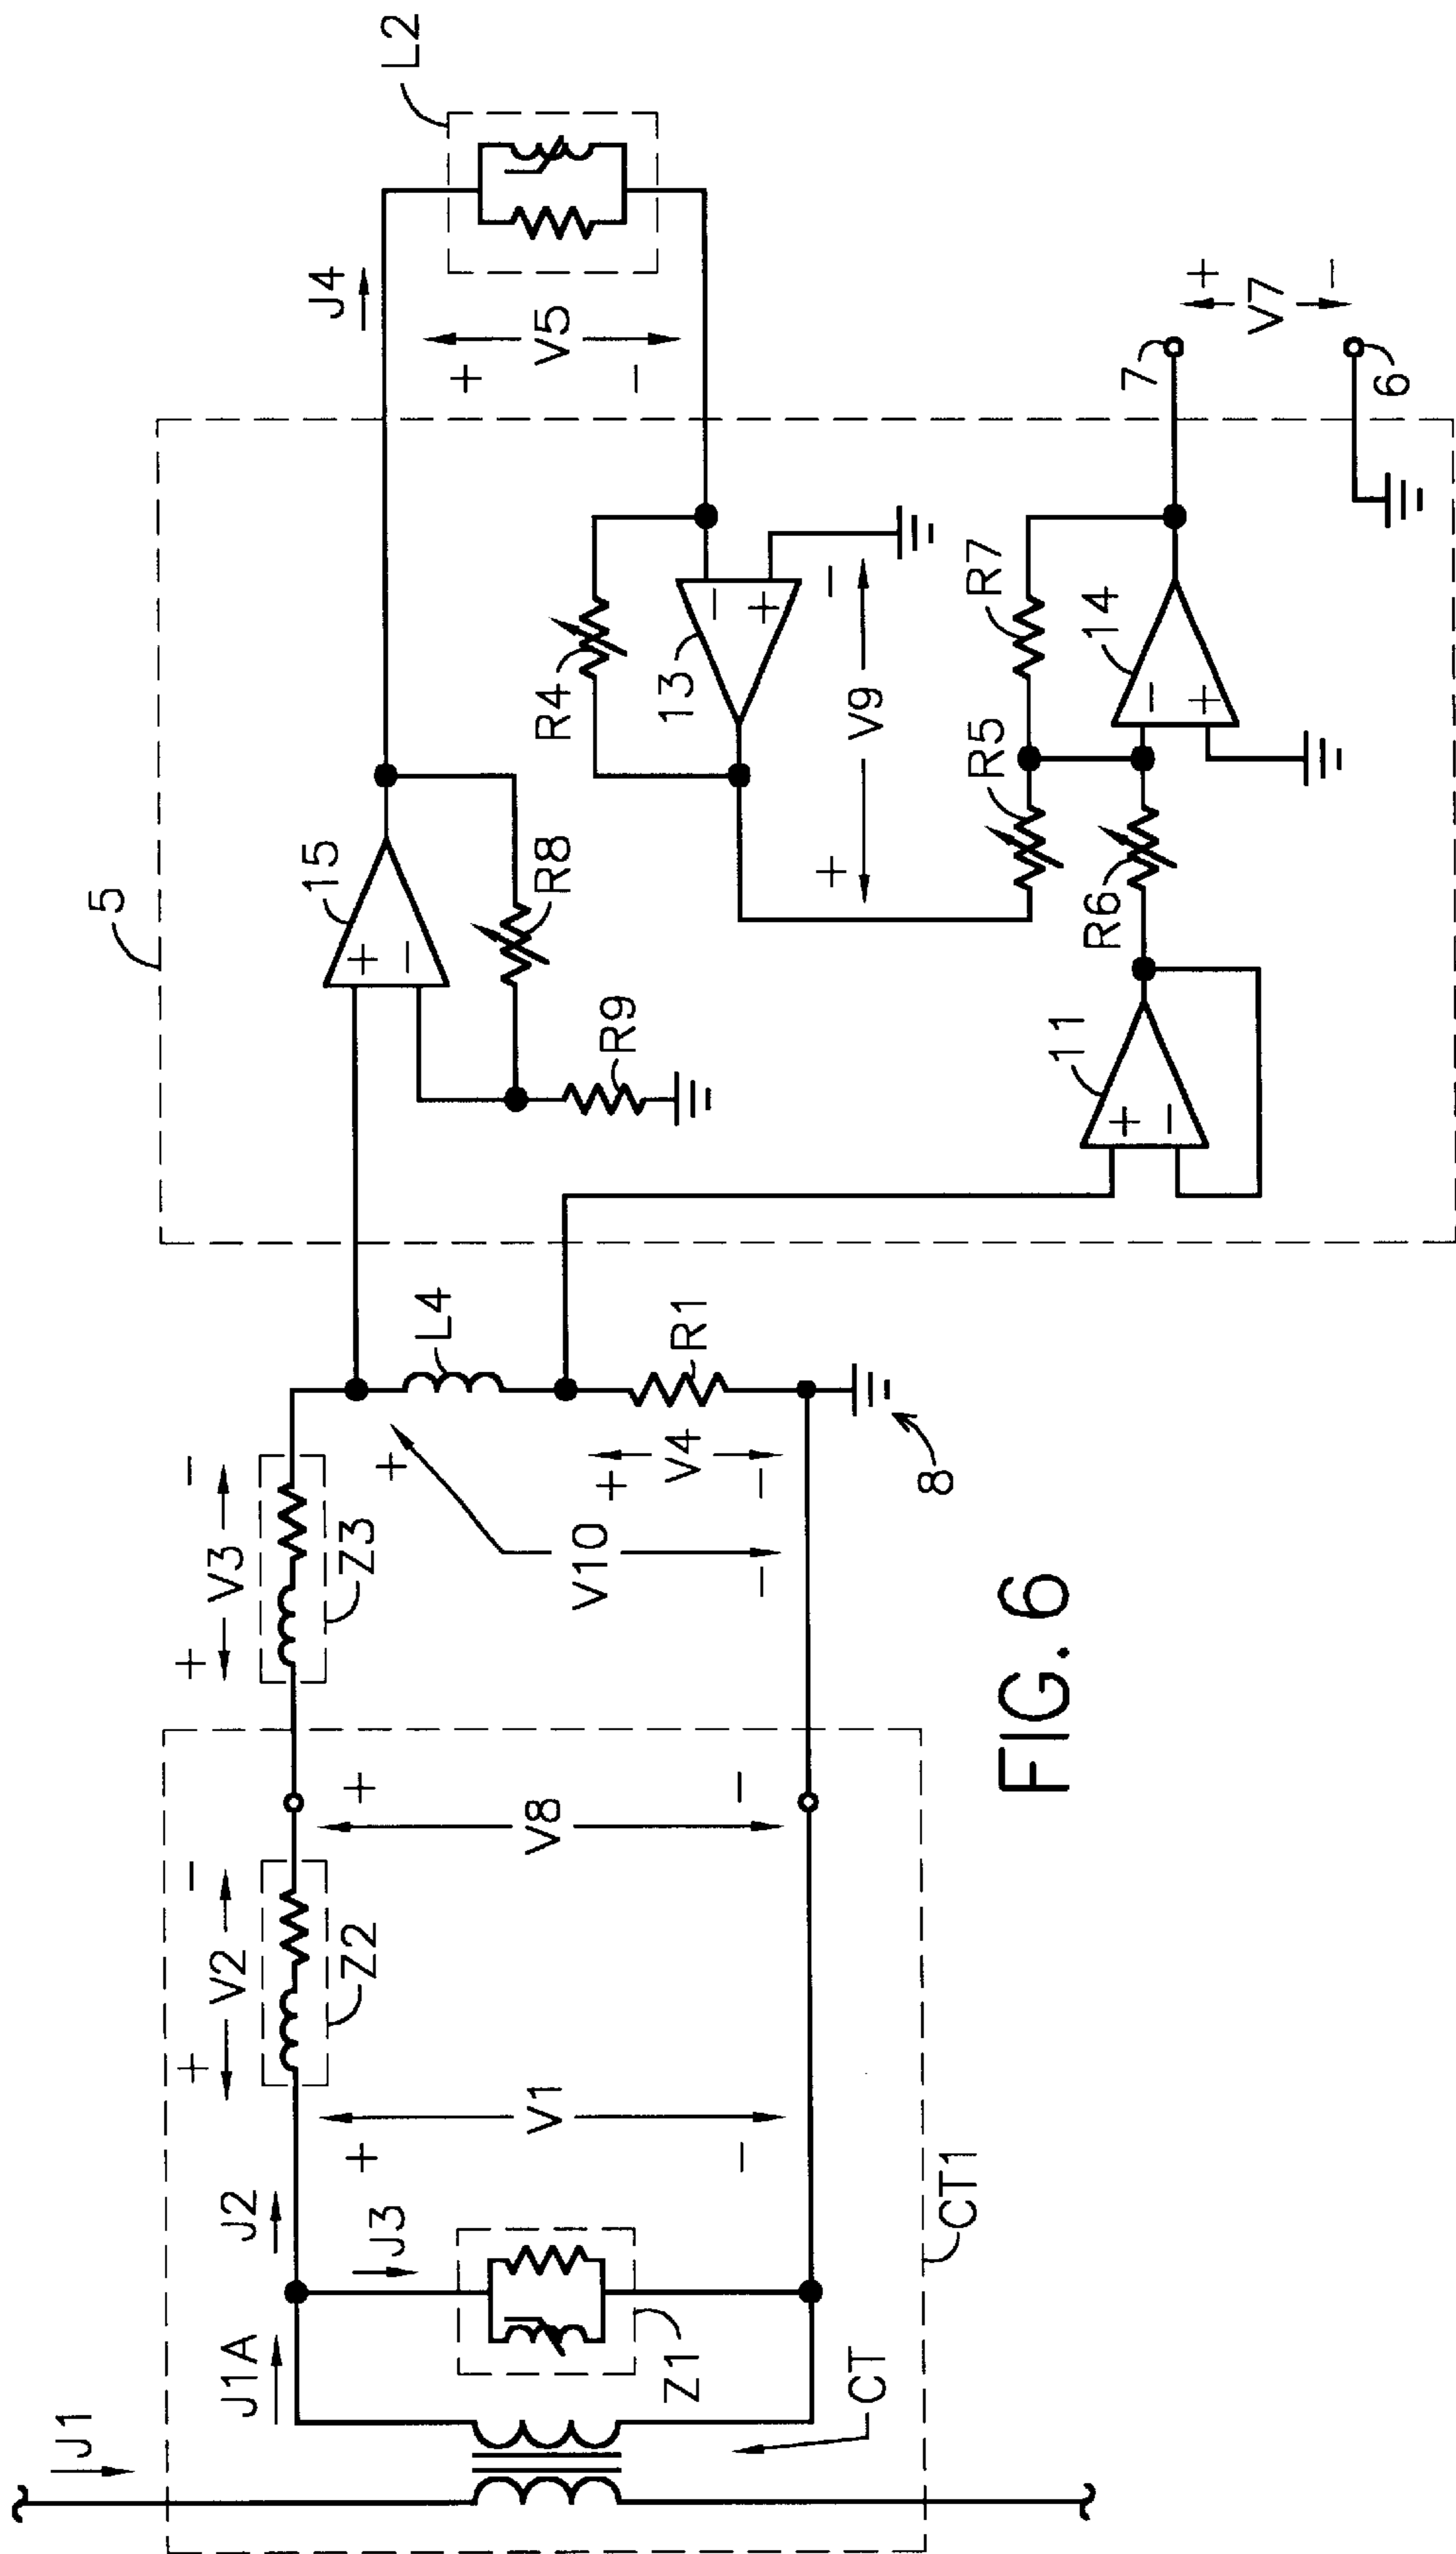 J1
J1A
J2
J3
Z1
CT
CT1
+ V1 −
+ V2 −
Z2
+ V8 −
+ V3 −
Z3
+ V10 −
+ V4 −
L4
R1
8
5
15
+
−
R8
R9
11
+
−
R6
R5
R7
14
−
+
R4
13
−
+
+ V9 −
J4
+ V5 −
L2
7
+ V7 −
6
FIG. 6